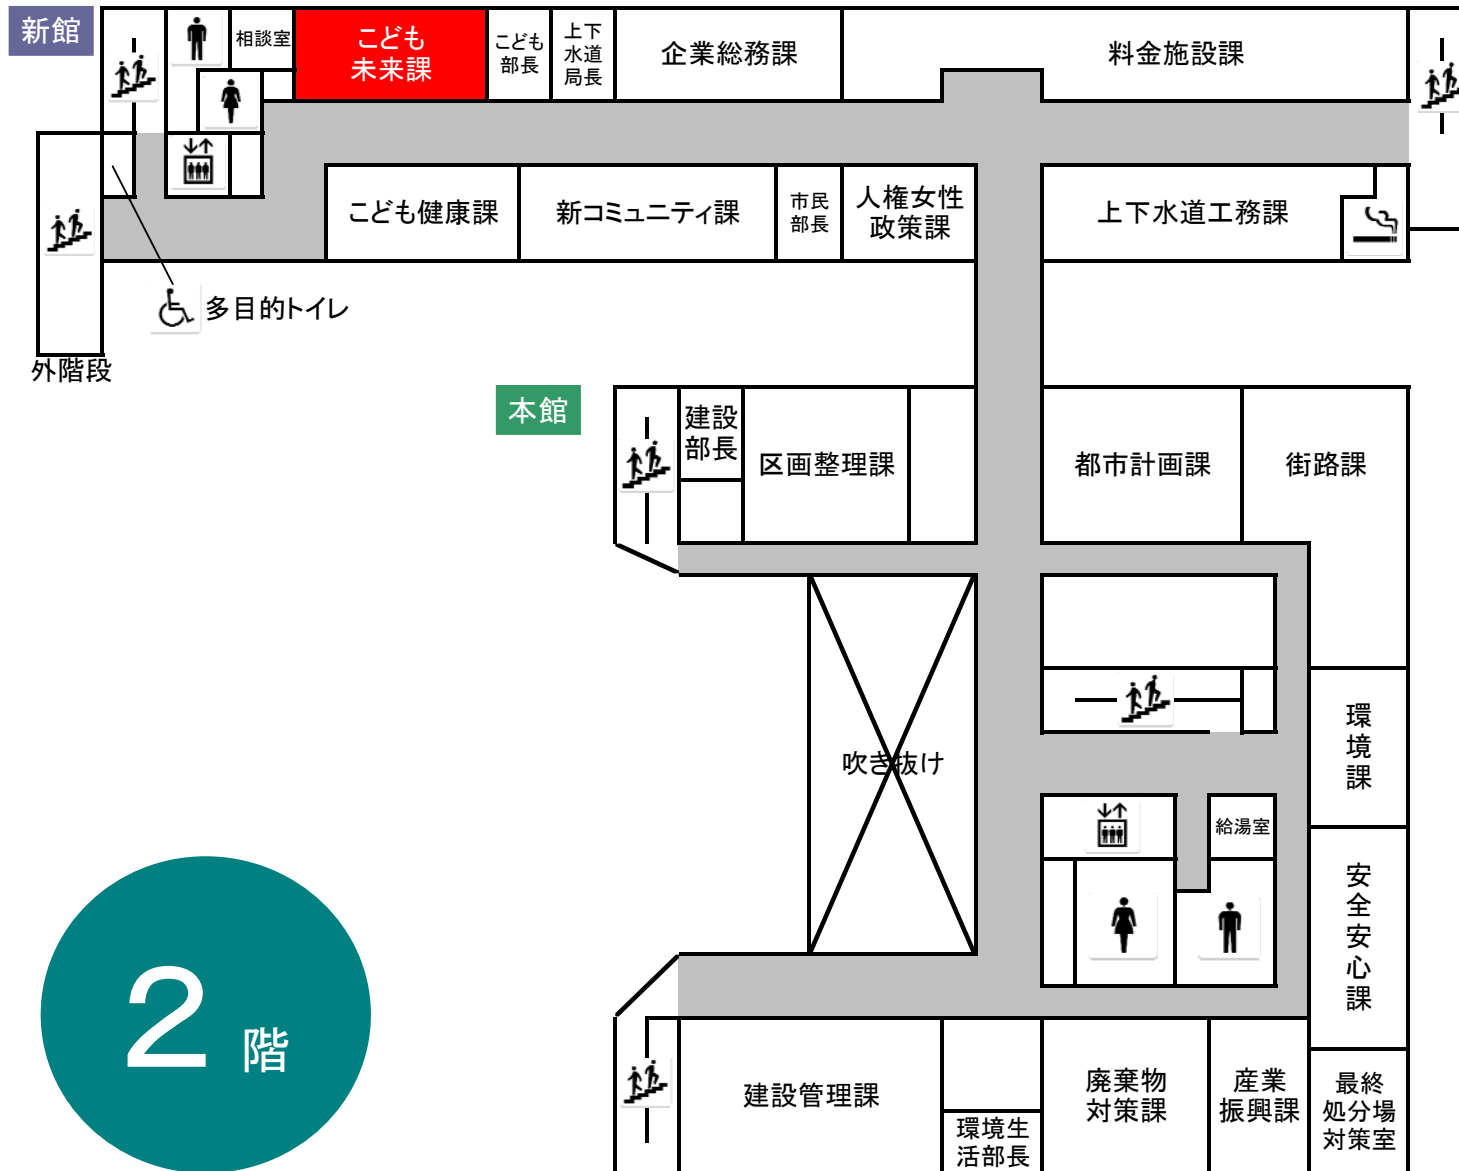 新館
相談室
こども
未来課
こども
部長
上下
水道
局長
企業総務課
料金施設課
こども健康課
新コミュニティ課
市民
部長
人権女性
政策課
上下水道工務課
多目的トイレ
外階段
本館
建設
部長
区画整理課
都市計画課
街路課
環
境
課
吹き抜け
給湯室
安
全
安
心
課
2階
建設管理課
環境生
活部長
廃棄物
対策課
産業
振興課
最終
処分場
対策室